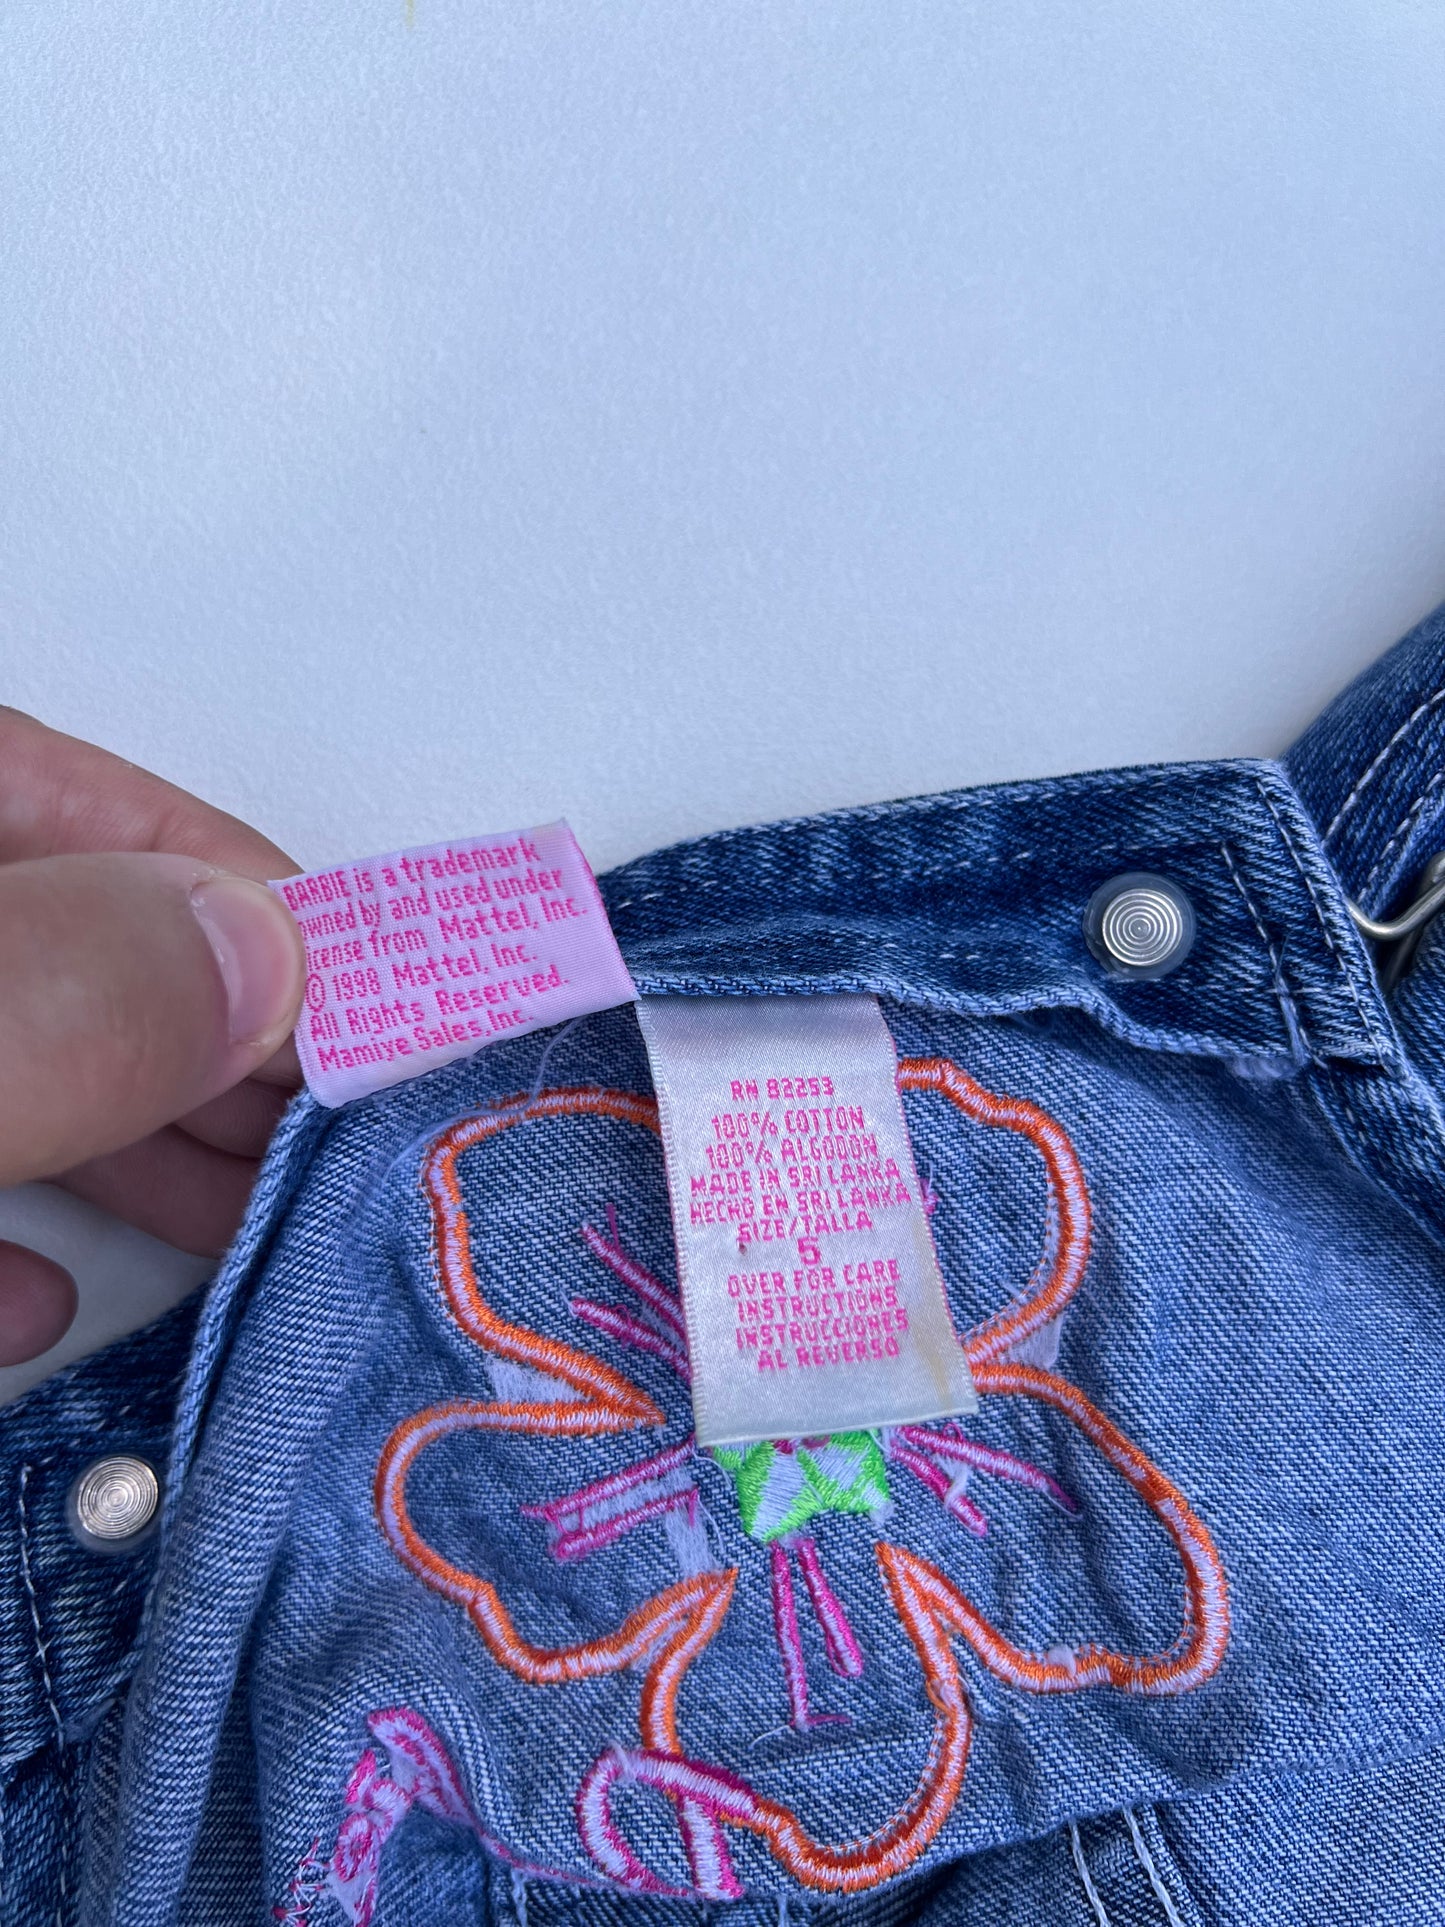 BARBIE is a trademark
owned by and used under
license from Mattel, Inc.
© 1998 Mattel, Inc.
All Rights Reserved.
Mamiye Sales, Inc.
RN 82253
100% COTTON
100% ALGODON
MADE IN SRI LANKA
HECHO EN SRI LANKA
SIZE/TALLA
5
OVER FOR CARE
INSTRUCTIONS
INSTRUCCIONES
AL REVERSO